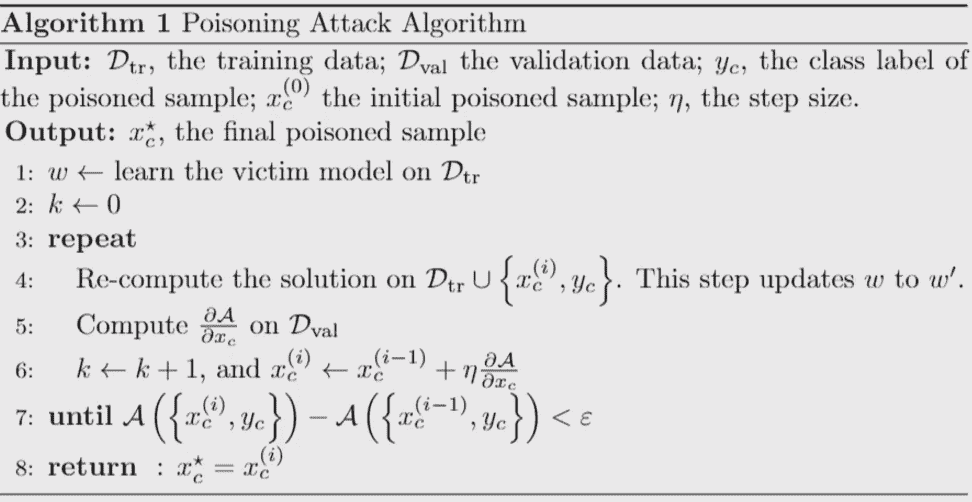 Algorithm 1 Poisoning Attack Algorithm
Input: 𝒟_tr, the training data; 𝒟_val the validation data; y_c, the class label of
the poisoned sample; x_c^(0) the initial poisoned sample; η, the step size.
Output: x_c^⋆, the final poisoned sample
1: w ← learn the victim model on 𝒟_tr
2: k ← 0
3: repeat
4: Re-compute the solution on 𝒟_tr ∪ {x_c^(i), y_c}. This step updates w to w′.
5: Compute ∂𝒜/∂x_c on 𝒟_val
6: k ← k + 1, and x_c^(i) ← x_c^(i−1) + η ∂𝒜/∂x_c
7: until 𝒜({x_c^(i), y_c}) − 𝒜({x_c^(i−1), y_c}) < ε
8: return : x_c^⋆ = x_c^(i)